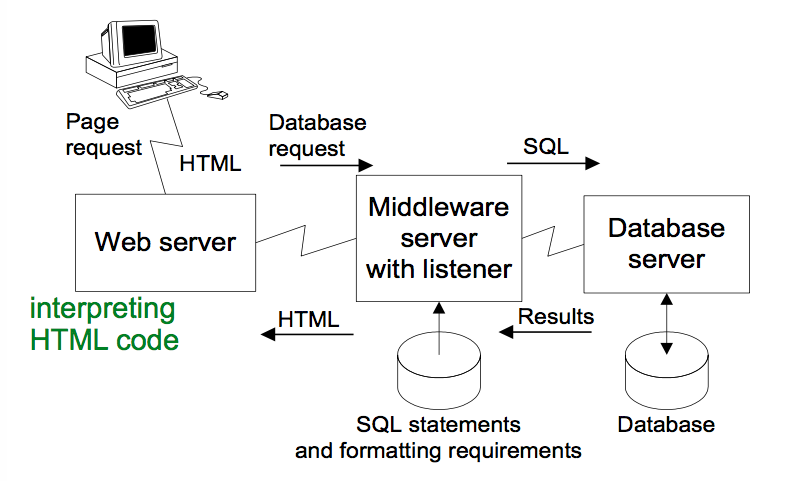 Page
request
HTML
Database
request
SQL
Web server
Middleware
server
with listener
Database
server
interpreting
HTML code
HTML
Results
SQL statements
and formatting requirements
Database